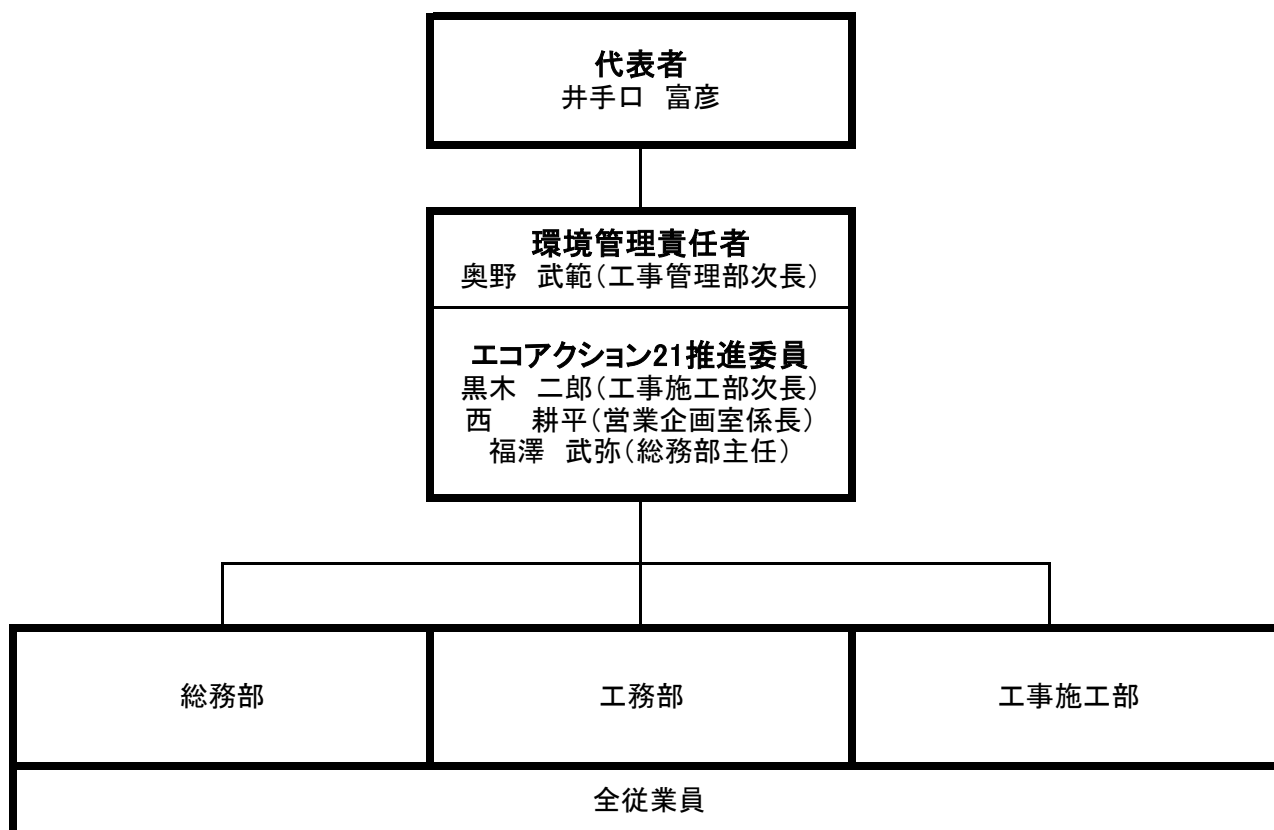 代表者
井手口　富彦
環境管理責任者
奥野　武範（工事管理部次長）
エコアクション21推進委員
黒木　二郎（工事施工部次長）
西　　耕平（営業企画室係長）
福澤　武弥（総務部主任）
総務部　工務部　工事施工部
全従業員